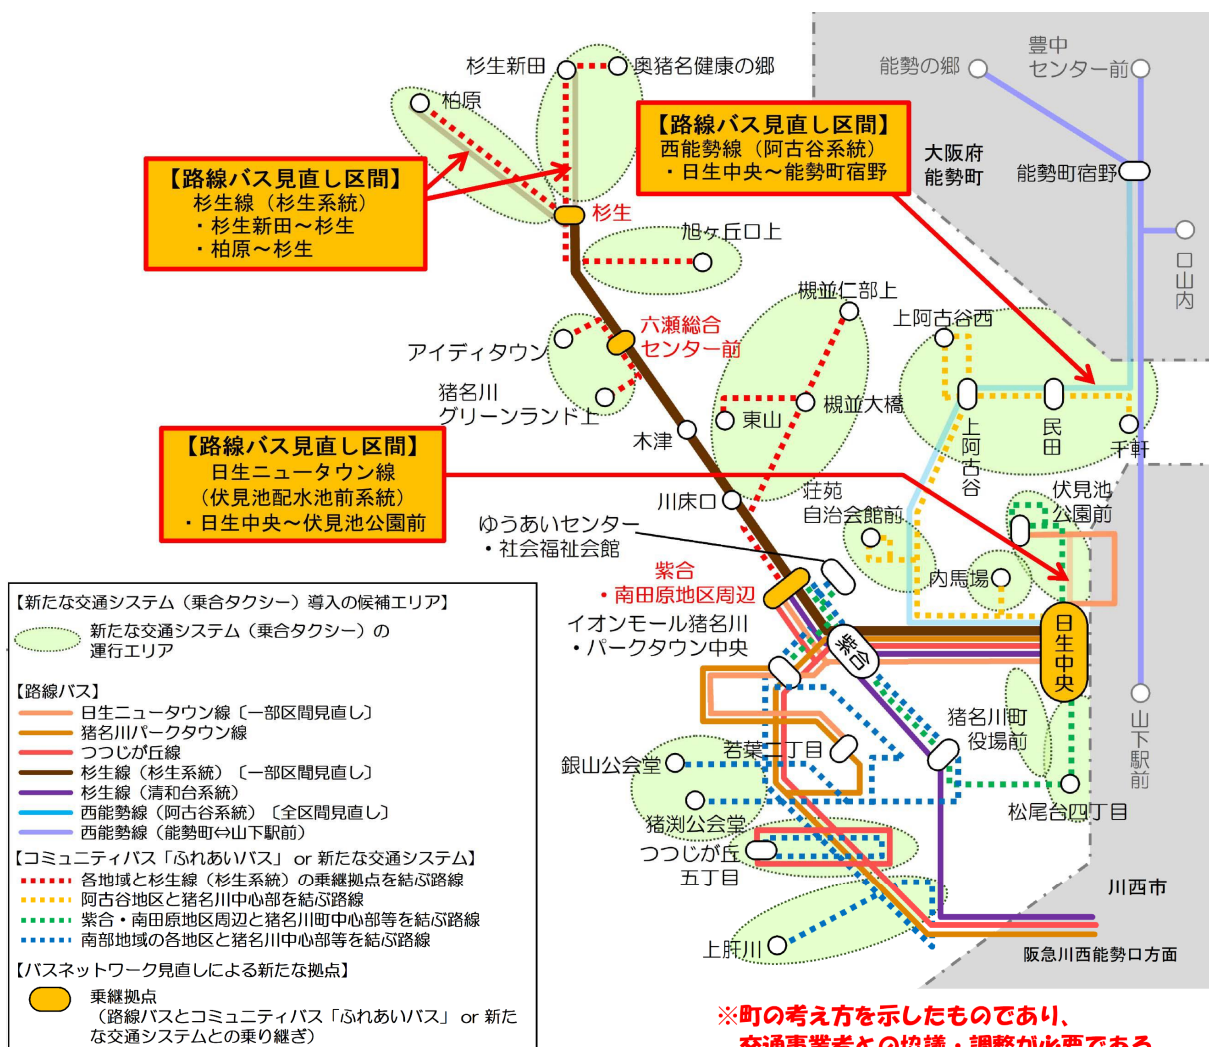 杉生新田
奥猪名健康の郷
柏原
能勢の郷
豊中
センター前
【路線バス見直し区間】
西能勢線（阿古谷系統）
・日生中央～能勢町宿野
大阪府
能勢町
能勢町宿野
【路線バス見直し区間】
杉生線（杉生系統）
・杉生新田～杉生
・柏原～杉生
杉生
旭ヶ丘口上
口山内
槻並仁部上
上阿古谷西
六瀬総合
センター前
アイディタウン
猪名川
グリーンランド上
槻並大橋
東山
木津
上阿古谷
民田
千軒
【路線バス見直し区間】
日生ニュータウン線
（伏見池配水池前系統）
・日生中央～伏見池公園前
川床口
荘苑
自治会館前
伏見池
公園前
ゆうあいセンター
・社会福祉会館
内馬場
紫合
・南田原地区周辺
イオンモール猪名川
・パークタウン中央
紫合
日生中央
猪名川町
役場前
山下駅前
若葉二丁目
銀山公会堂
猪渕公会堂
松尾台四丁目
つつじが丘
五丁目
川西市
上肝川
阪急川西能勢口方面
【新たな交通システム（乗合タクシー）導入の候補エリア】
新たな交通システム（乗合タクシー）の
運行エリア
【路線バス】
日生ニュータウン線〔一部区間見直し〕
猪名川パークタウン線
つつじが丘線
杉生線（杉生系統）〔一部区間見直し〕
杉生線（清和台系統）
西能勢線（阿古谷系統）〔全区間見直し〕
西能勢線（能勢町⇔山下駅前）
【コミュニティバス「ふれあいバス」 or 新たな交通システム】
各地域と杉生線（杉生系統）の乗継拠点を結ぶ路線
阿古谷地区と猪名川中心部を結ぶ路線
紫合・南田原地区周辺と猪名川町中心部等を結ぶ路線
南部地域の各地区と猪名川中心部等を結ぶ路線
【バスネットワーク見直しによる新たな拠点】
乗継拠点
（路線バスとコミュニティバス「ふれあいバス」 or 新た
な交通システムとの乗り継ぎ）
※町の考え方を示したものであり、
交通事業者との協議・調整が必要である